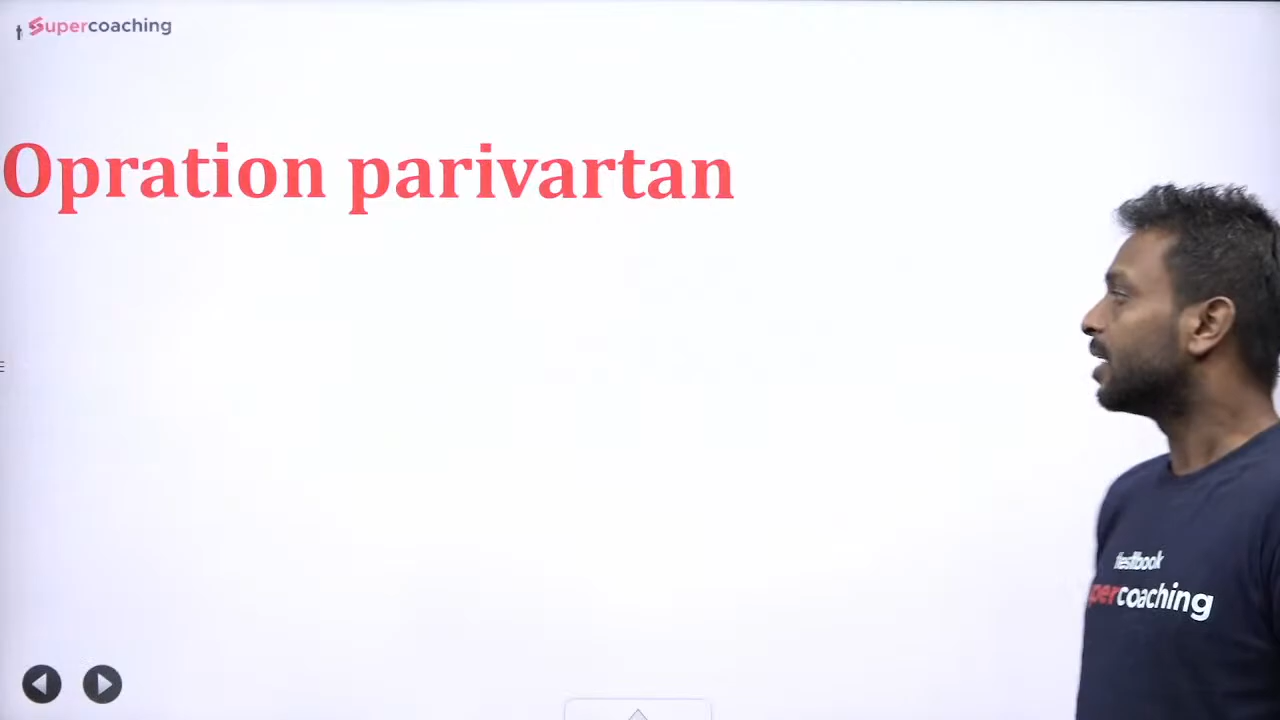 Supercoaching
Opration parivartan
testbook
percoaching